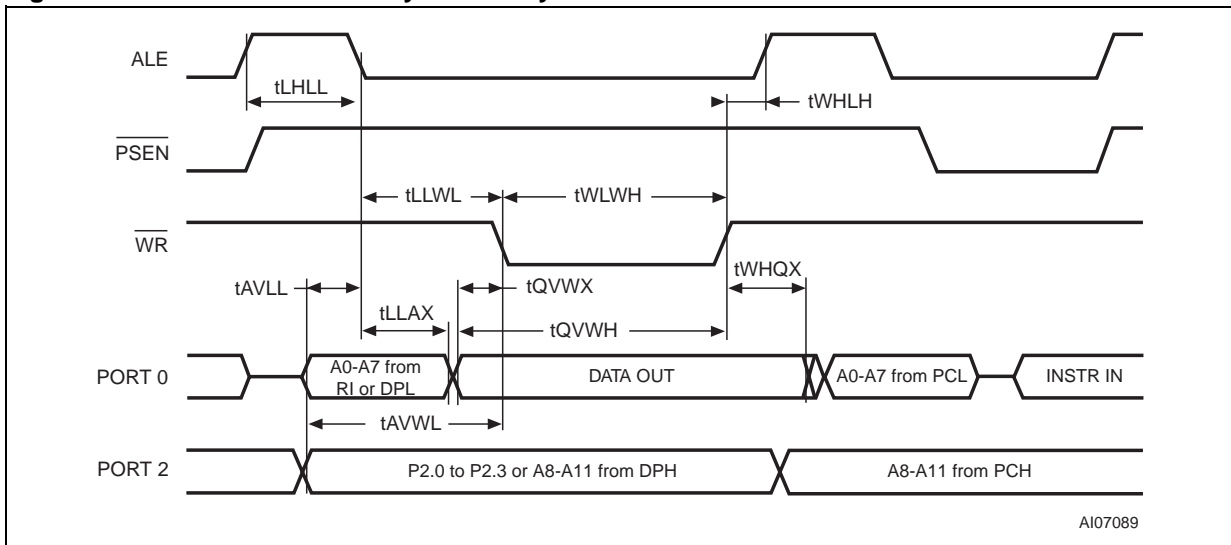 ALE
tLHLL
tWHLH
PSEN
tLLWL
tWLWH
WR
tAVLL
tQVWX
tWHQX
tLLAX
tQVWH
PORT 0
A0-A7 from
RI or DPL
DATA OUT
A0-A7 from PCL
INSTR IN
tAVWL
PORT 2
P2.0 to P2.3 or A8-A11 from DPH
A8-A11 from PCH
AI07089